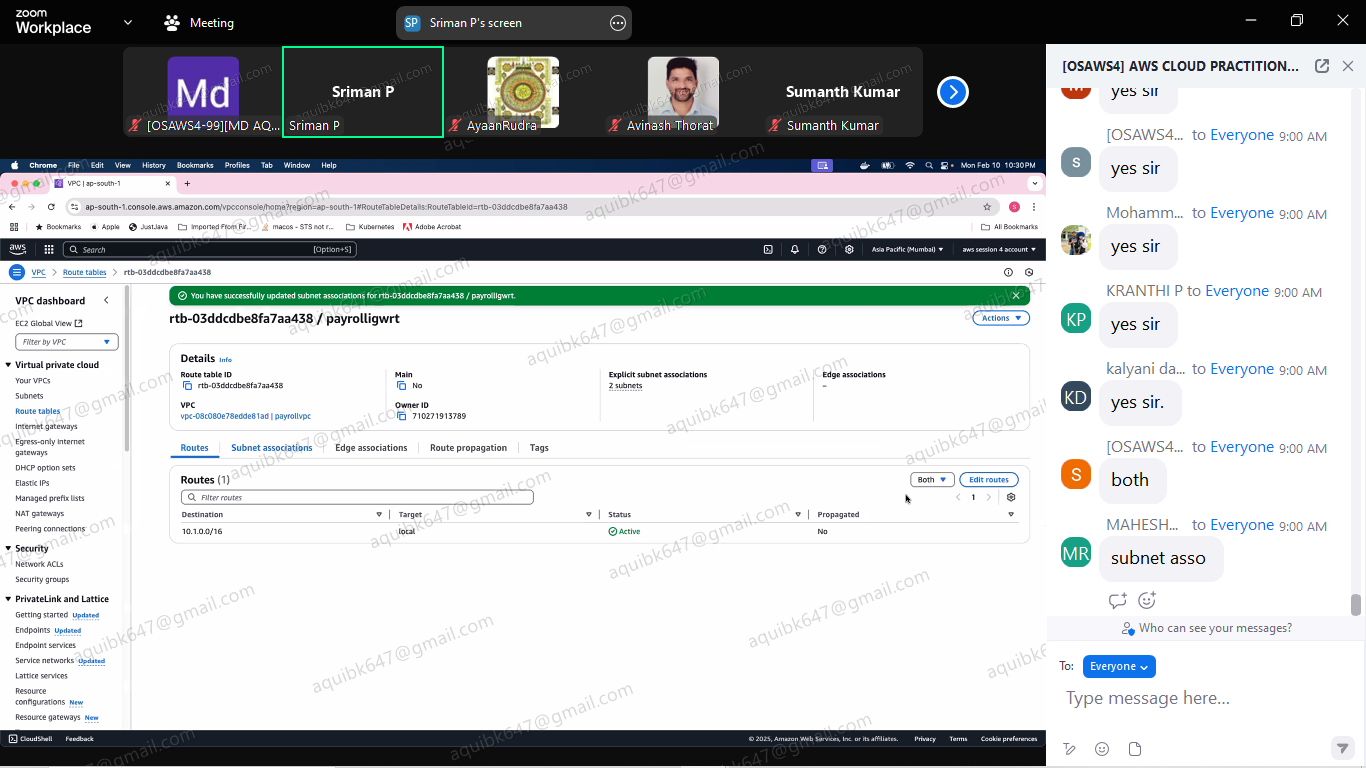 zoom
Workplace
Meeting
SP Sriman P's screen
Md
[OSAWS4-99][MD AQ...
Sriman P
Sriman P
AyaanRudra
Avinash Thorat
Sumanth Kumar
Sumanth Kumar
Chrome File Edit View History Bookmarks Profiles Tab Window Help
Mon Feb 10 10:30PM
VPC | ap-south-1
ap-south-1.console.aws.amazon.com/vpcconsole/home?region=ap-south-1#RouteTableDetails:RouteTableId=rtb-03ddcdbe8fa7aa438
S
Bookmarks Apple JustJava Imported From Fir... macos - STS not r... Kubernetes Adobe Acrobat All Bookmarks
aws Search [Option+S] Asia Pacific (Mumbai) aws session 4 account
VPC > Route tables > rtb-03ddcdbe8fa7aa438
VPC dashboard
EC2 Global View
Filter by VPC
Virtual private cloud
Your VPCs
Subnets
Route tables
Internet gateways
Egress-only internet
gateways
DHCP option sets
Elastic IPs
Managed prefix lists
NAT gateways
Peering connections
Security
Network ACLs
Security groups
PrivateLink and Lattice
Getting started Updated
Endpoints Updated
Endpoint services
Service networks Updated
Lattice services
Resource
configurations New
Resource gateways New
You have successfully updated subnet associations for rtb-03ddcdbe8fa7aa438 / payrolligwrt.
rtb-03ddcdbe8fa7aa438 / payrolligwrt
Actions
Details Info
Route table ID
rtb-03ddcdbe8fa7aa438
Main
No
Explicit subnet associations
2 subnets
Edge associations
–
VPC
vpc-08c080e78edde81ad | payrollvpc
Owner ID
710271913789
Routes Subnet associations Edge associations Route propagation Tags
Routes (1)
Both
Edit routes
Filter routes
1
Destination Target Status Propagated
10.1.0.0/16 local Active No
CloudShell Feedback
© 2025, Amazon Web Services, Inc. or its affiliates. Privacy Terms Cookie preferences
aquibk647@gmail.com
[OSAWS4] AWS CLOUD PRACTITION...
yes sir
[OSAWS4... to Everyone 9:00 AM
S
yes sir
Mohamm... to Everyone 9:00 AM
yes sir
KRANTHI P to Everyone 9:00 AM
KP
yes sir
kalyani da... to Everyone 9:00 AM
KD
yes sir.
[OSAWS4... to Everyone 9:00 AM
S
both
MAHESH... to Everyone 9:00 AM
MR
subnet asso
Who can see your messages?
To: Everyone
Type message here...